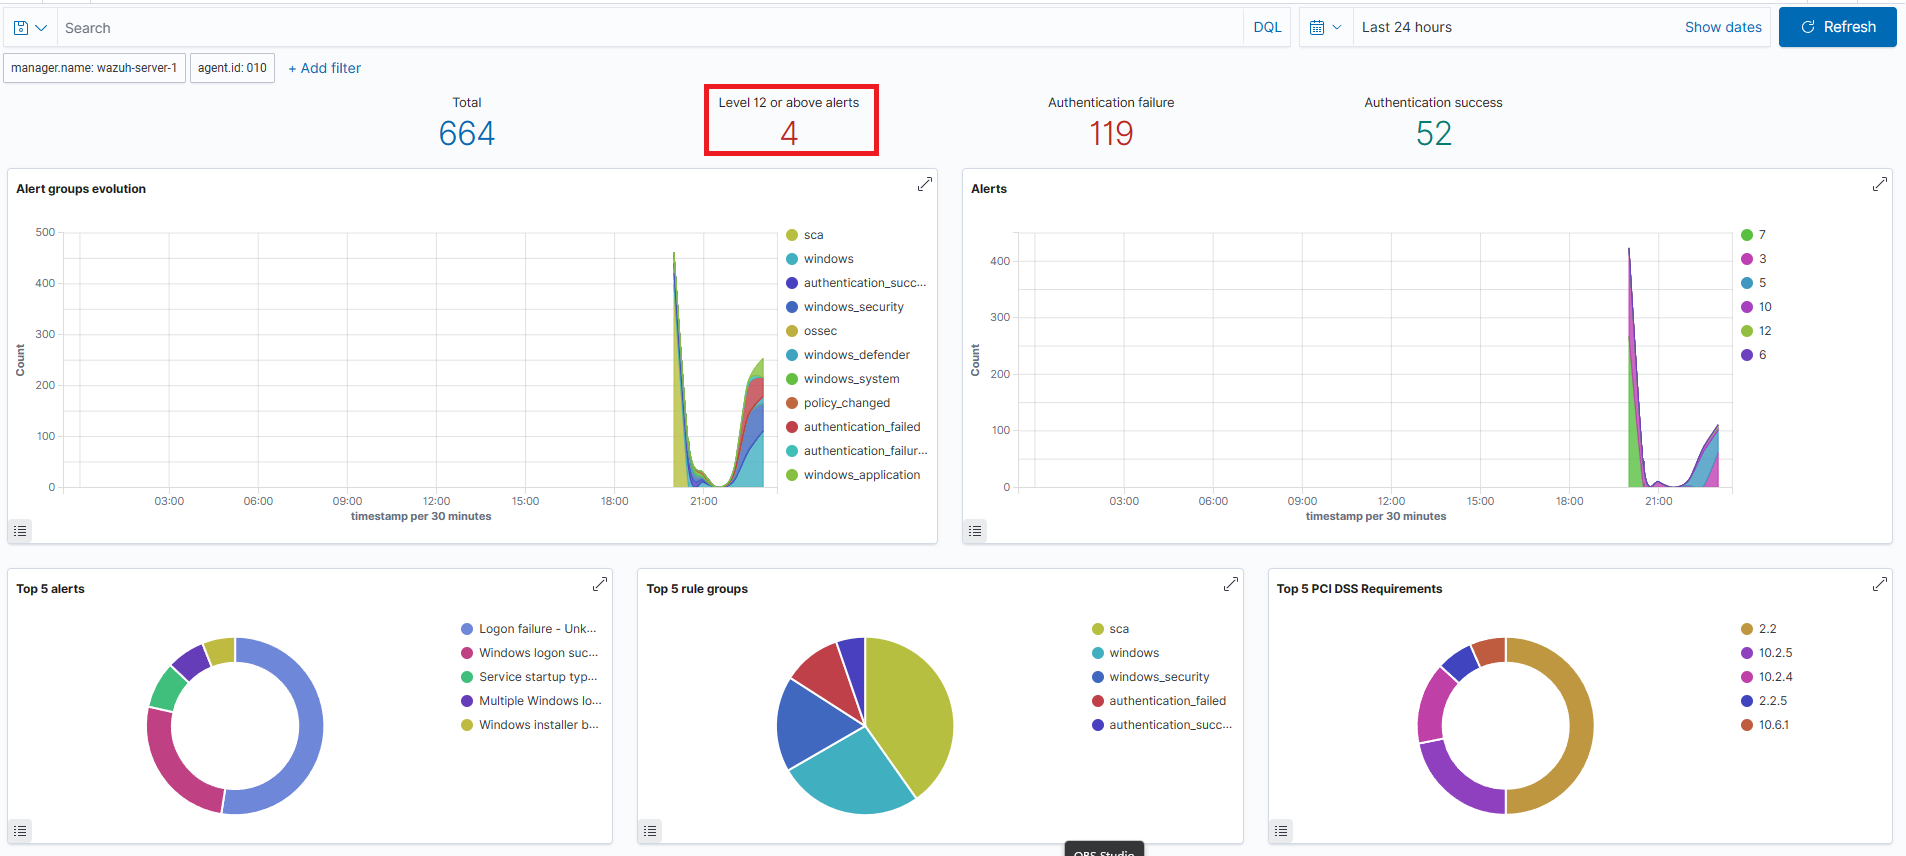 Search
DQL
Last 24 hours
Show dates
Refresh
manager.name: wazuh-server-1
agent.id: 010
+ Add filter
Total
664
Level 12 or above alerts
4
Authentication failure
119
Authentication success
52
Alert groups evolution
500
400
300
200
100
0
Count
03:00
06:00
09:00
12:00
15:00
18:00
21:00
timestamp per 30 minutes
sca
windows
authentication_succ...
windows_security
ossec
windows_defender
windows_system
policy_changed
authentication_failed
authentication_failur...
windows_application
Alerts
400
300
200
100
0
Count
03:00
06:00
09:00
12:00
15:00
18:00
21:00
timestamp per 30 minutes
7
3
5
10
12
6
Top 5 alerts
Logon failure - Unk...
Windows logon suc...
Service startup typ...
Multiple Windows lo...
Windows installer b...
Top 5 rule groups
sca
windows
windows_security
authentication_failed
authentication_succ...
Top 5 PCI DSS Requirements
2.2
10.2.5
10.2.4
2.2.5
10.6.1
OBS Studio